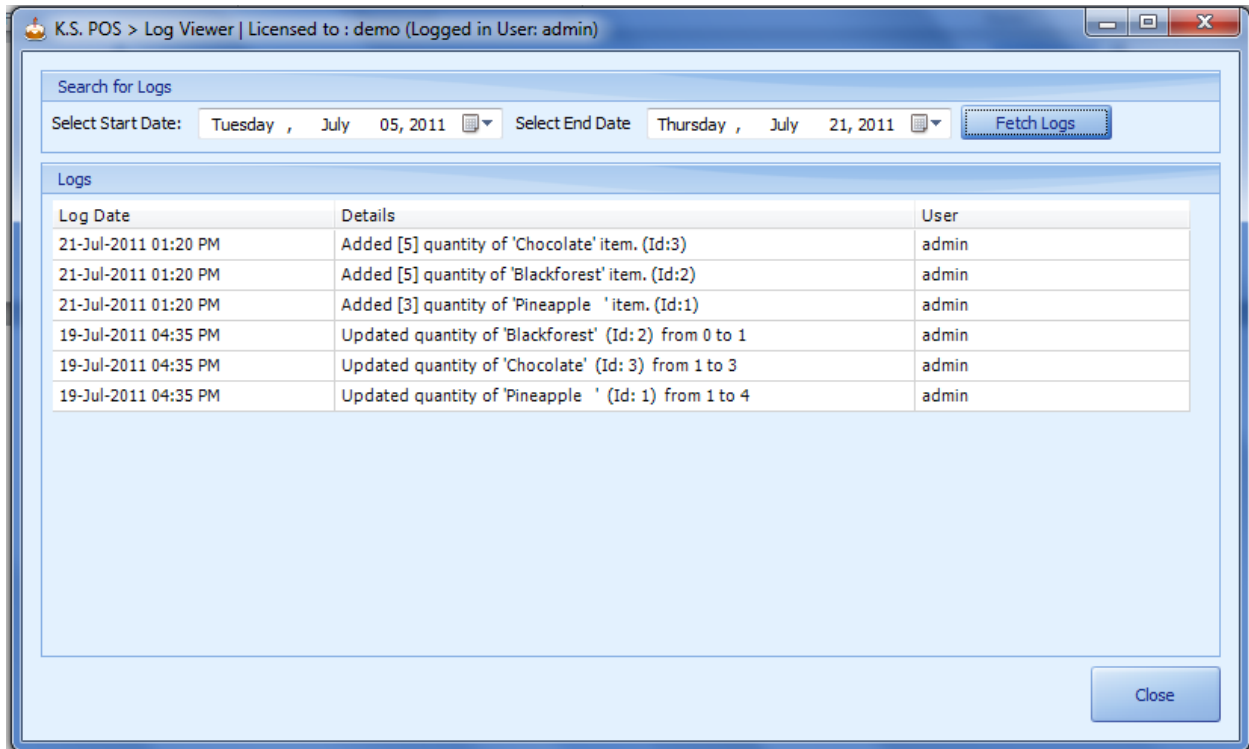 K.S. POS > Log Viewer | Licensed to : demo (Logged in User: admin)
Search for Logs
Select Start Date: Tuesday , July 05, 2011 Select End Date Thursday , July 21, 2011 Fetch Logs
Logs
Log Date Details User
21-Jul-2011 01:20 PM Added [5] quantity of 'Chocolate' item. (Id:3) admin
21-Jul-2011 01:20 PM Added [5] quantity of 'Blackforest' item. (Id:2) admin
21-Jul-2011 01:20 PM Added [3] quantity of 'Pineapple  ' item. (Id:1) admin
19-Jul-2011 04:35 PM Updated quantity of 'Blackforest' (Id: 2) from 0 to 1 admin
19-Jul-2011 04:35 PM Updated quantity of 'Chocolate' (Id: 3) from 1 to 3 admin
19-Jul-2011 04:35 PM Updated quantity of 'Pineapple  ' (Id: 1) from 1 to 4 admin
Close